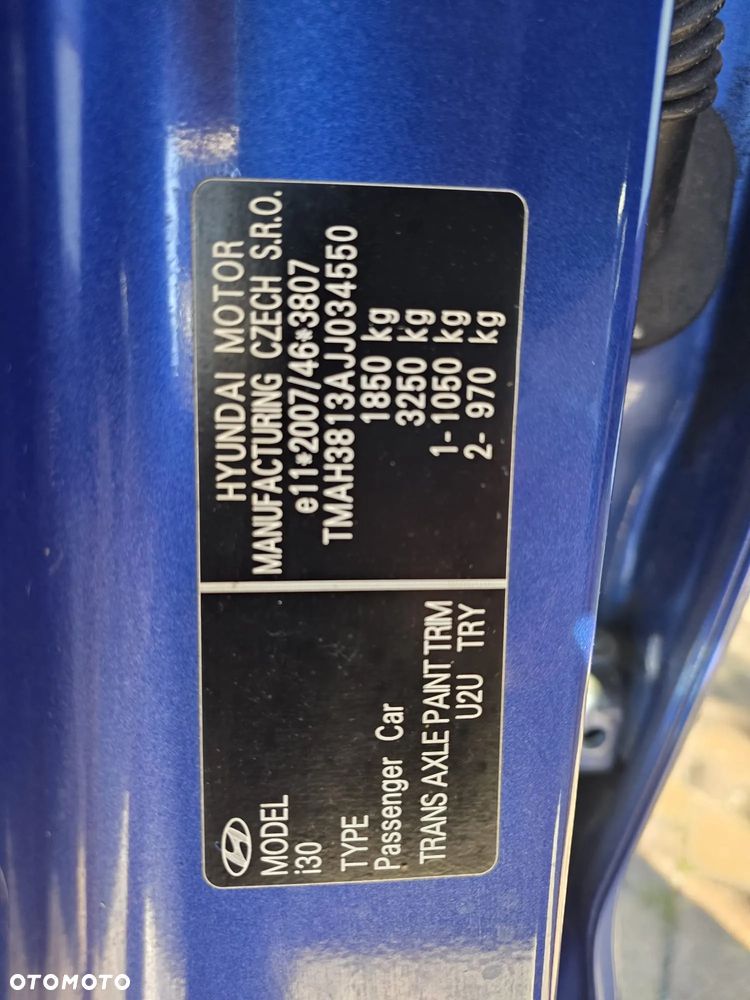 HYUNDAI MOTOR
MANUFACTURING CZECH S.R.O.
e11*2007/46*3807
TMAH3813AJJ034550
1850 kg
3250 kg
1- 1050 kg
2- 970 kg
MODEL
i30
TYPE
Passenger Car
TRANS AXLE PAINT TRIM
U2U TRY
OTOMOTO